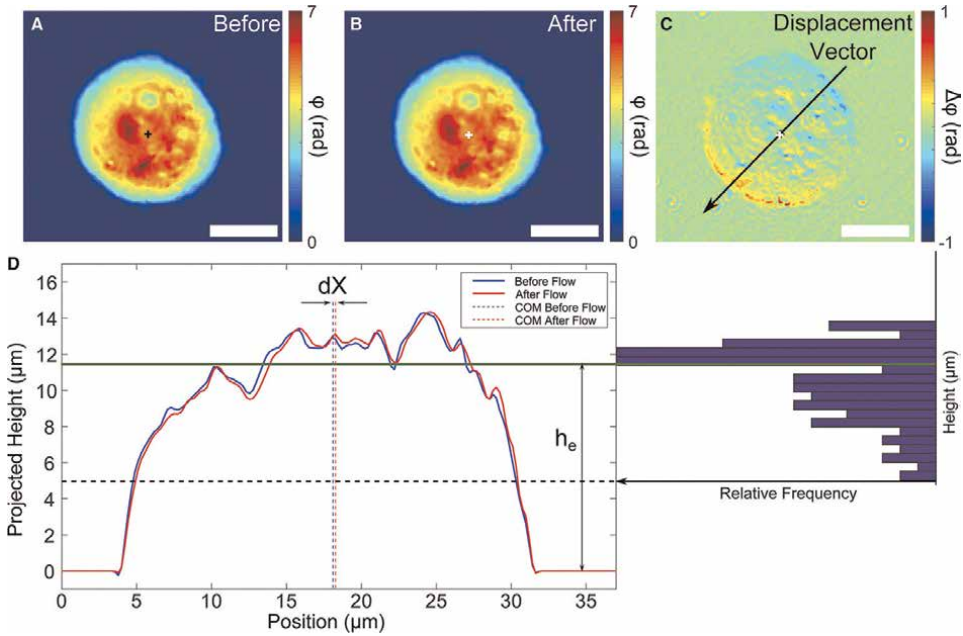 A
Before
7
φ (rad)
0
B
After
7
φ (rad)
0
C
Displacement
Vector
1
Δφ (rad)
-1
D
16
14
12
10
8
6
4
2
0
Projected Height (µm)
dX
Before Flow
After Flow
COM Before Flow
COM After Flow
he
0
5
10
15
20
25
30
35
Position (µm)
Height (µm)
Relative Frequency